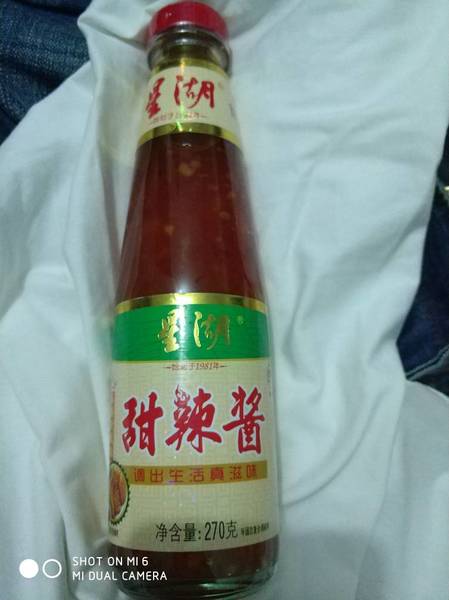 星湖®
星湖®
始创于1981年
甜辣酱
调出生活真滋味
净含量:270克
SHOT ON MI 6
MI DUAL CAMERA